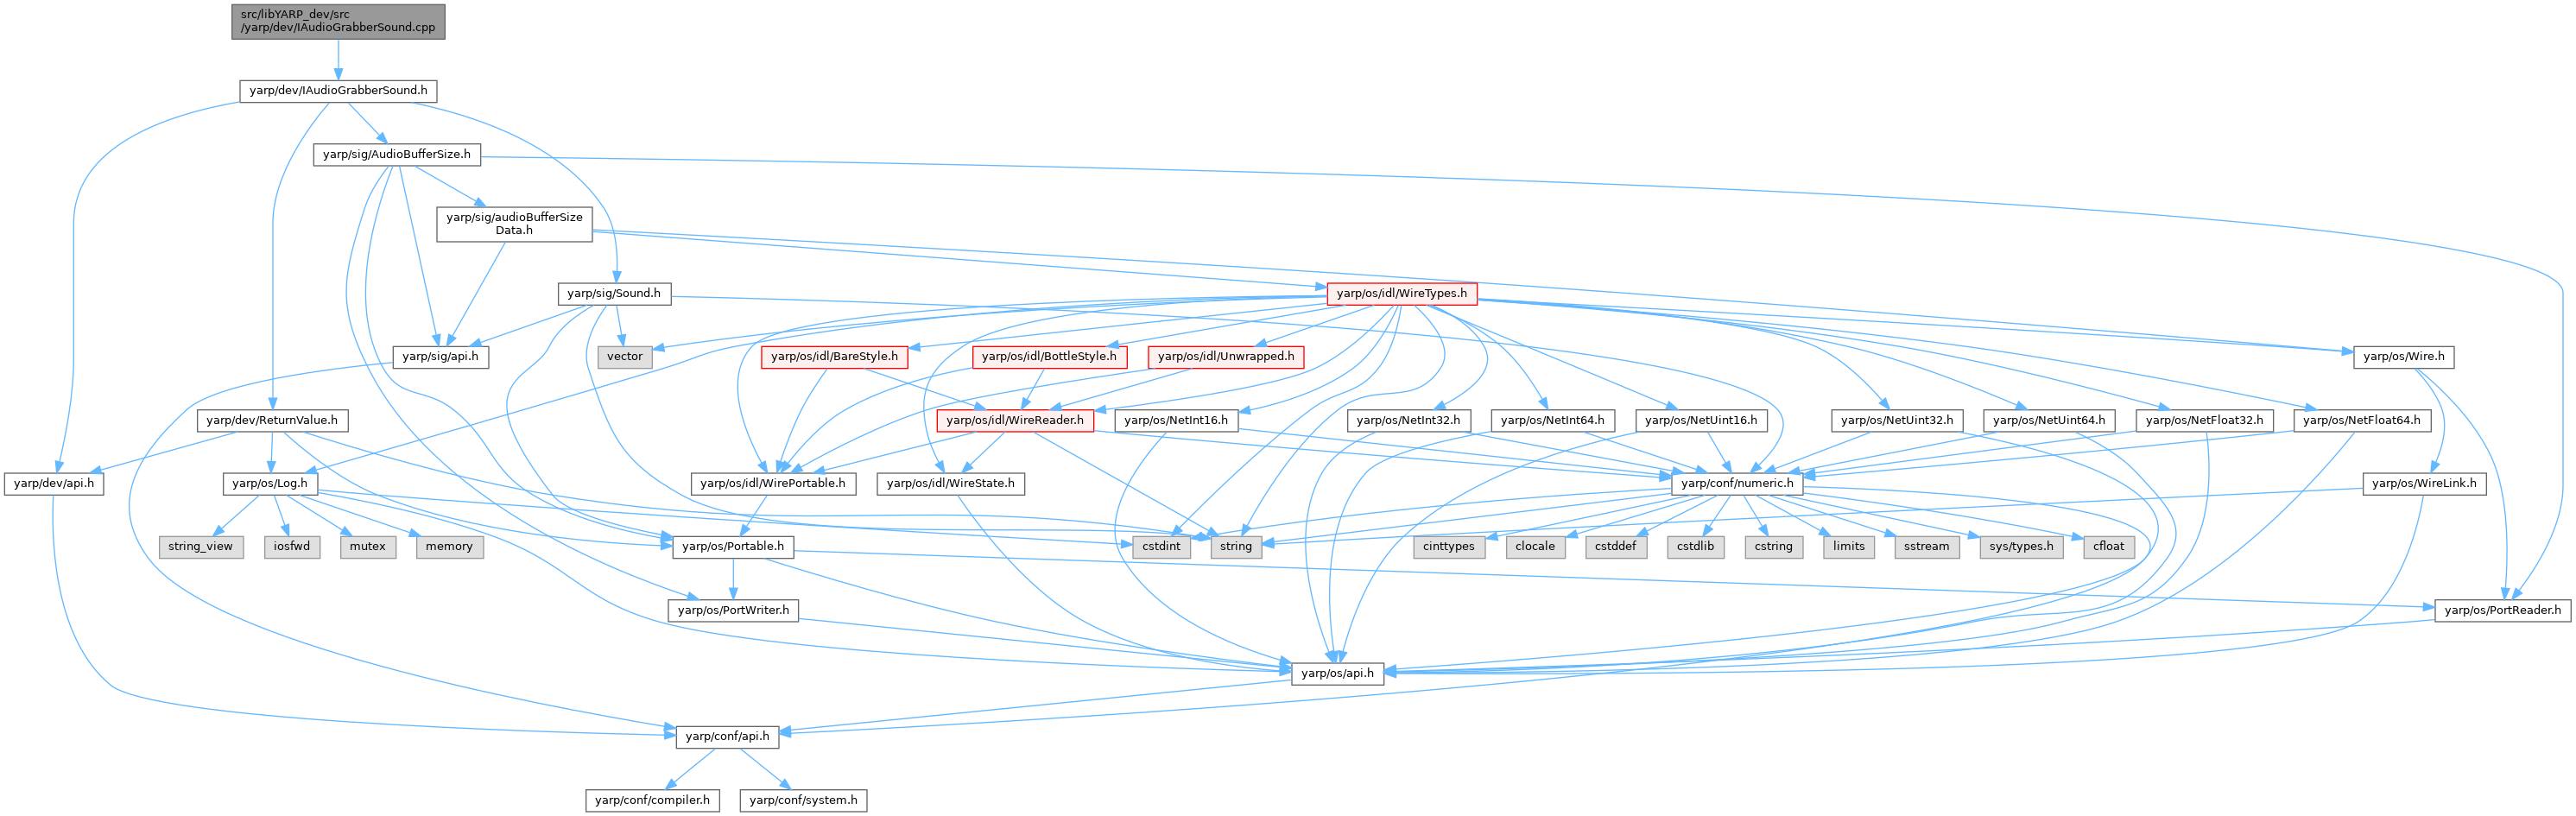 src/libYARP_dev/src
/yarp/dev/IAudioGrabberSound.cpp
yarp/dev/IAudioGrabberSound.h
yarp/sig/AudioBufferSize.h
yarp/sig/audioBufferSize
Data.h
yarp/sig/Sound.h
yarp/os/idl/WireTypes.h
yarp/sig/api.h
vector
yarp/os/idl/BareStyle.h
yarp/os/idl/BottleStyle.h
yarp/os/idl/Unwrapped.h
yarp/os/Wire.h
yarp/dev/ReturnValue.h
yarp/os/idl/WireReader.h
yarp/os/NetInt16.h
yarp/os/NetInt32.h
yarp/os/NetInt64.h
yarp/os/NetUint16.h
yarp/os/NetUint32.h
yarp/os/NetUint64.h
yarp/os/NetFloat32.h
yarp/os/NetFloat64.h
yarp/dev/api.h
yarp/os/Log.h
yarp/os/idl/WirePortable.h
yarp/os/idl/WireState.h
yarp/conf/numeric.h
yarp/os/WireLink.h
string_view
iosfwd
mutex
memory
yarp/os/Portable.h
cstdint
string
cinttypes
clocale
cstddef
cstdlib
cstring
limits
sstream
sys/types.h
cfloat
yarp/os/PortWriter.h
yarp/os/PortReader.h
yarp/os/api.h
yarp/conf/api.h
yarp/conf/compiler.h
yarp/conf/system.h